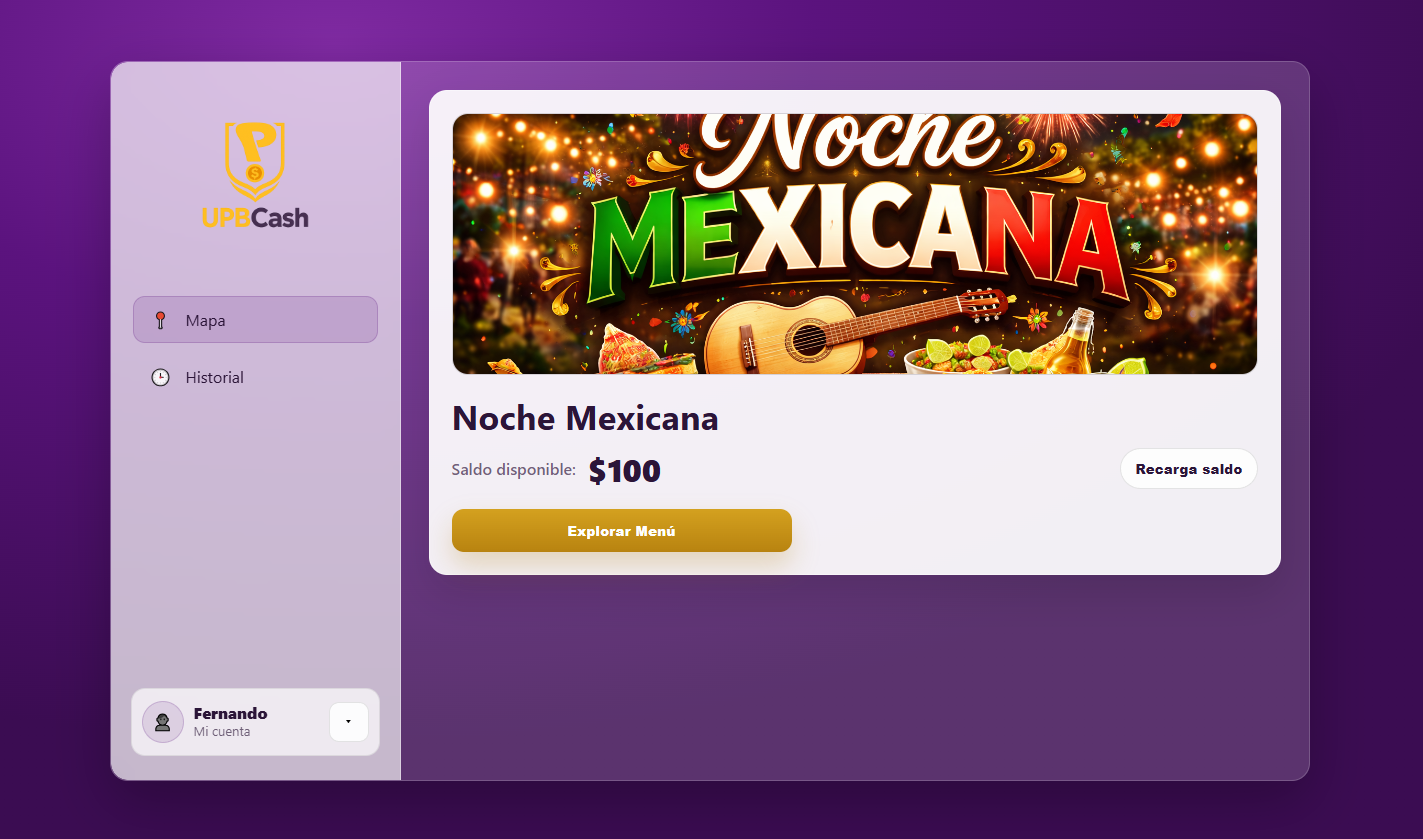 UPBCash
Mapa
Historial
Fernando
Mi cuenta
Noche
MEXICANA
Noche Mexicana
Saldo disponible: $100
Recarga saldo
Explorar Menú